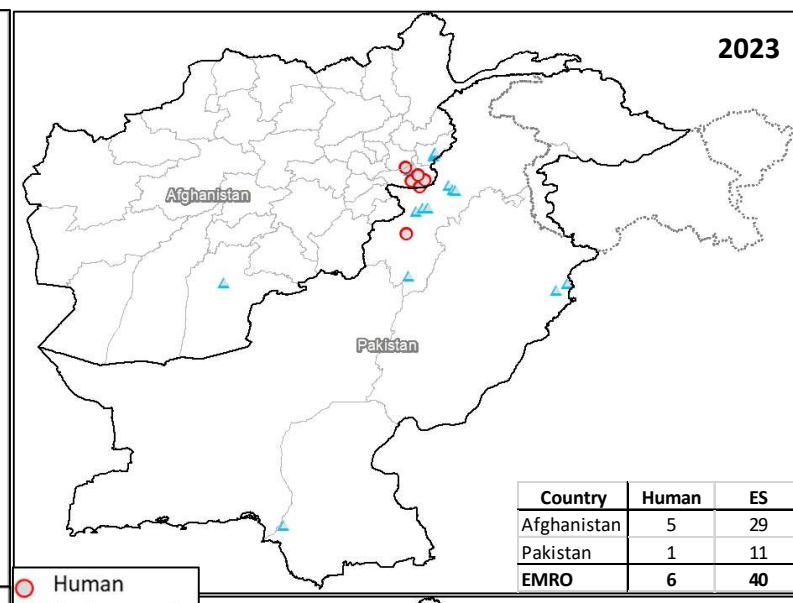 2023
Afghanistan
Pakistan
Country Human ES
Afghanistan 5 29
Pakistan 1 11
EMRO 6 40
Human